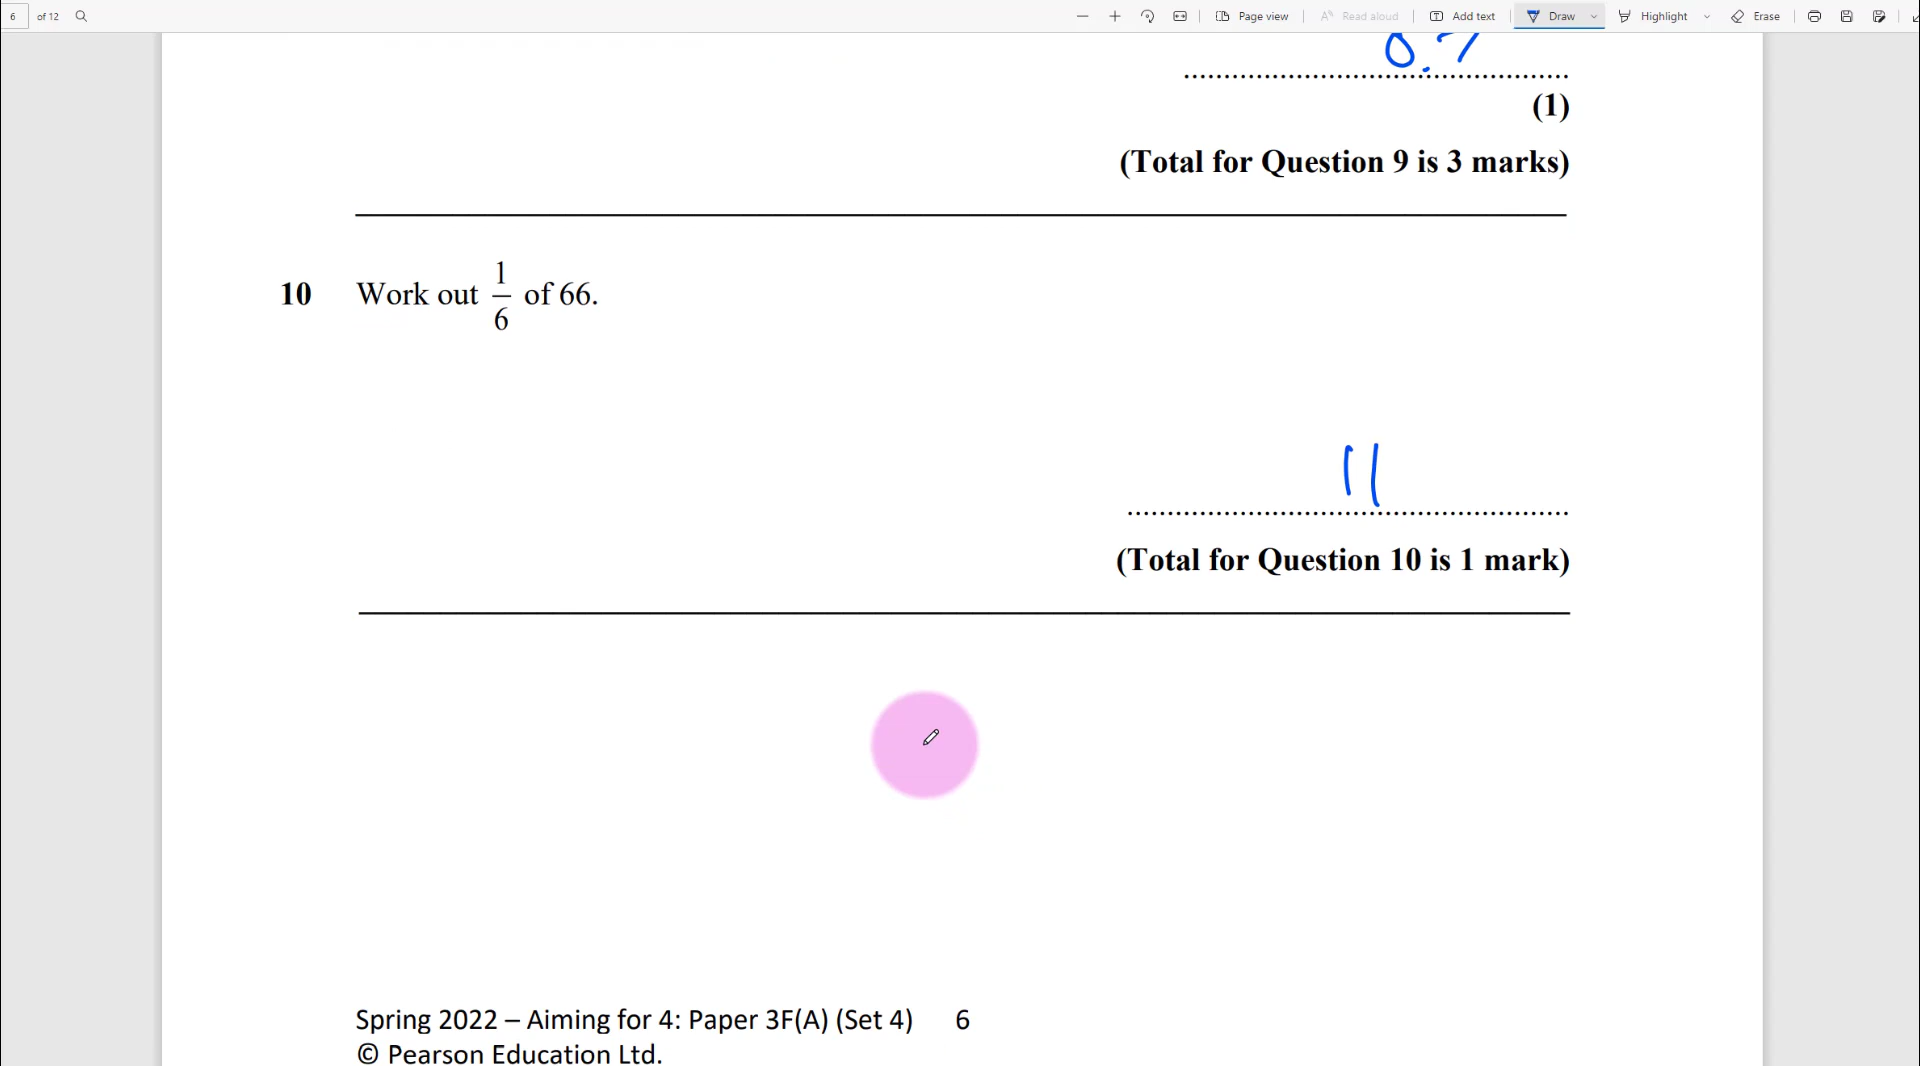 6 of 12 Page view Read aloud Add text Draw Highlight Erase
(1)
(Total for Question 9 is 3 marks)
10 Work out 1/6 of 66.
11
(Total for Question 10 is 1 mark)
Spring 2022 – Aiming for 4: Paper 3F(A) (Set 4) 6
© Pearson Education Ltd.